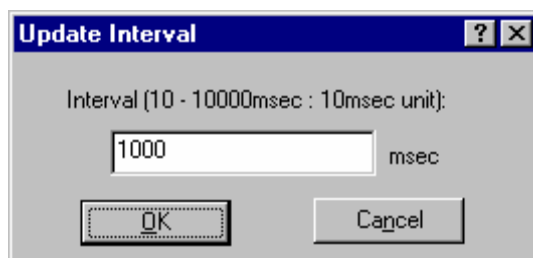 Update Interval
Interval (10 - 10000msec : 10msec unit):
1000 msec
OK Cancel